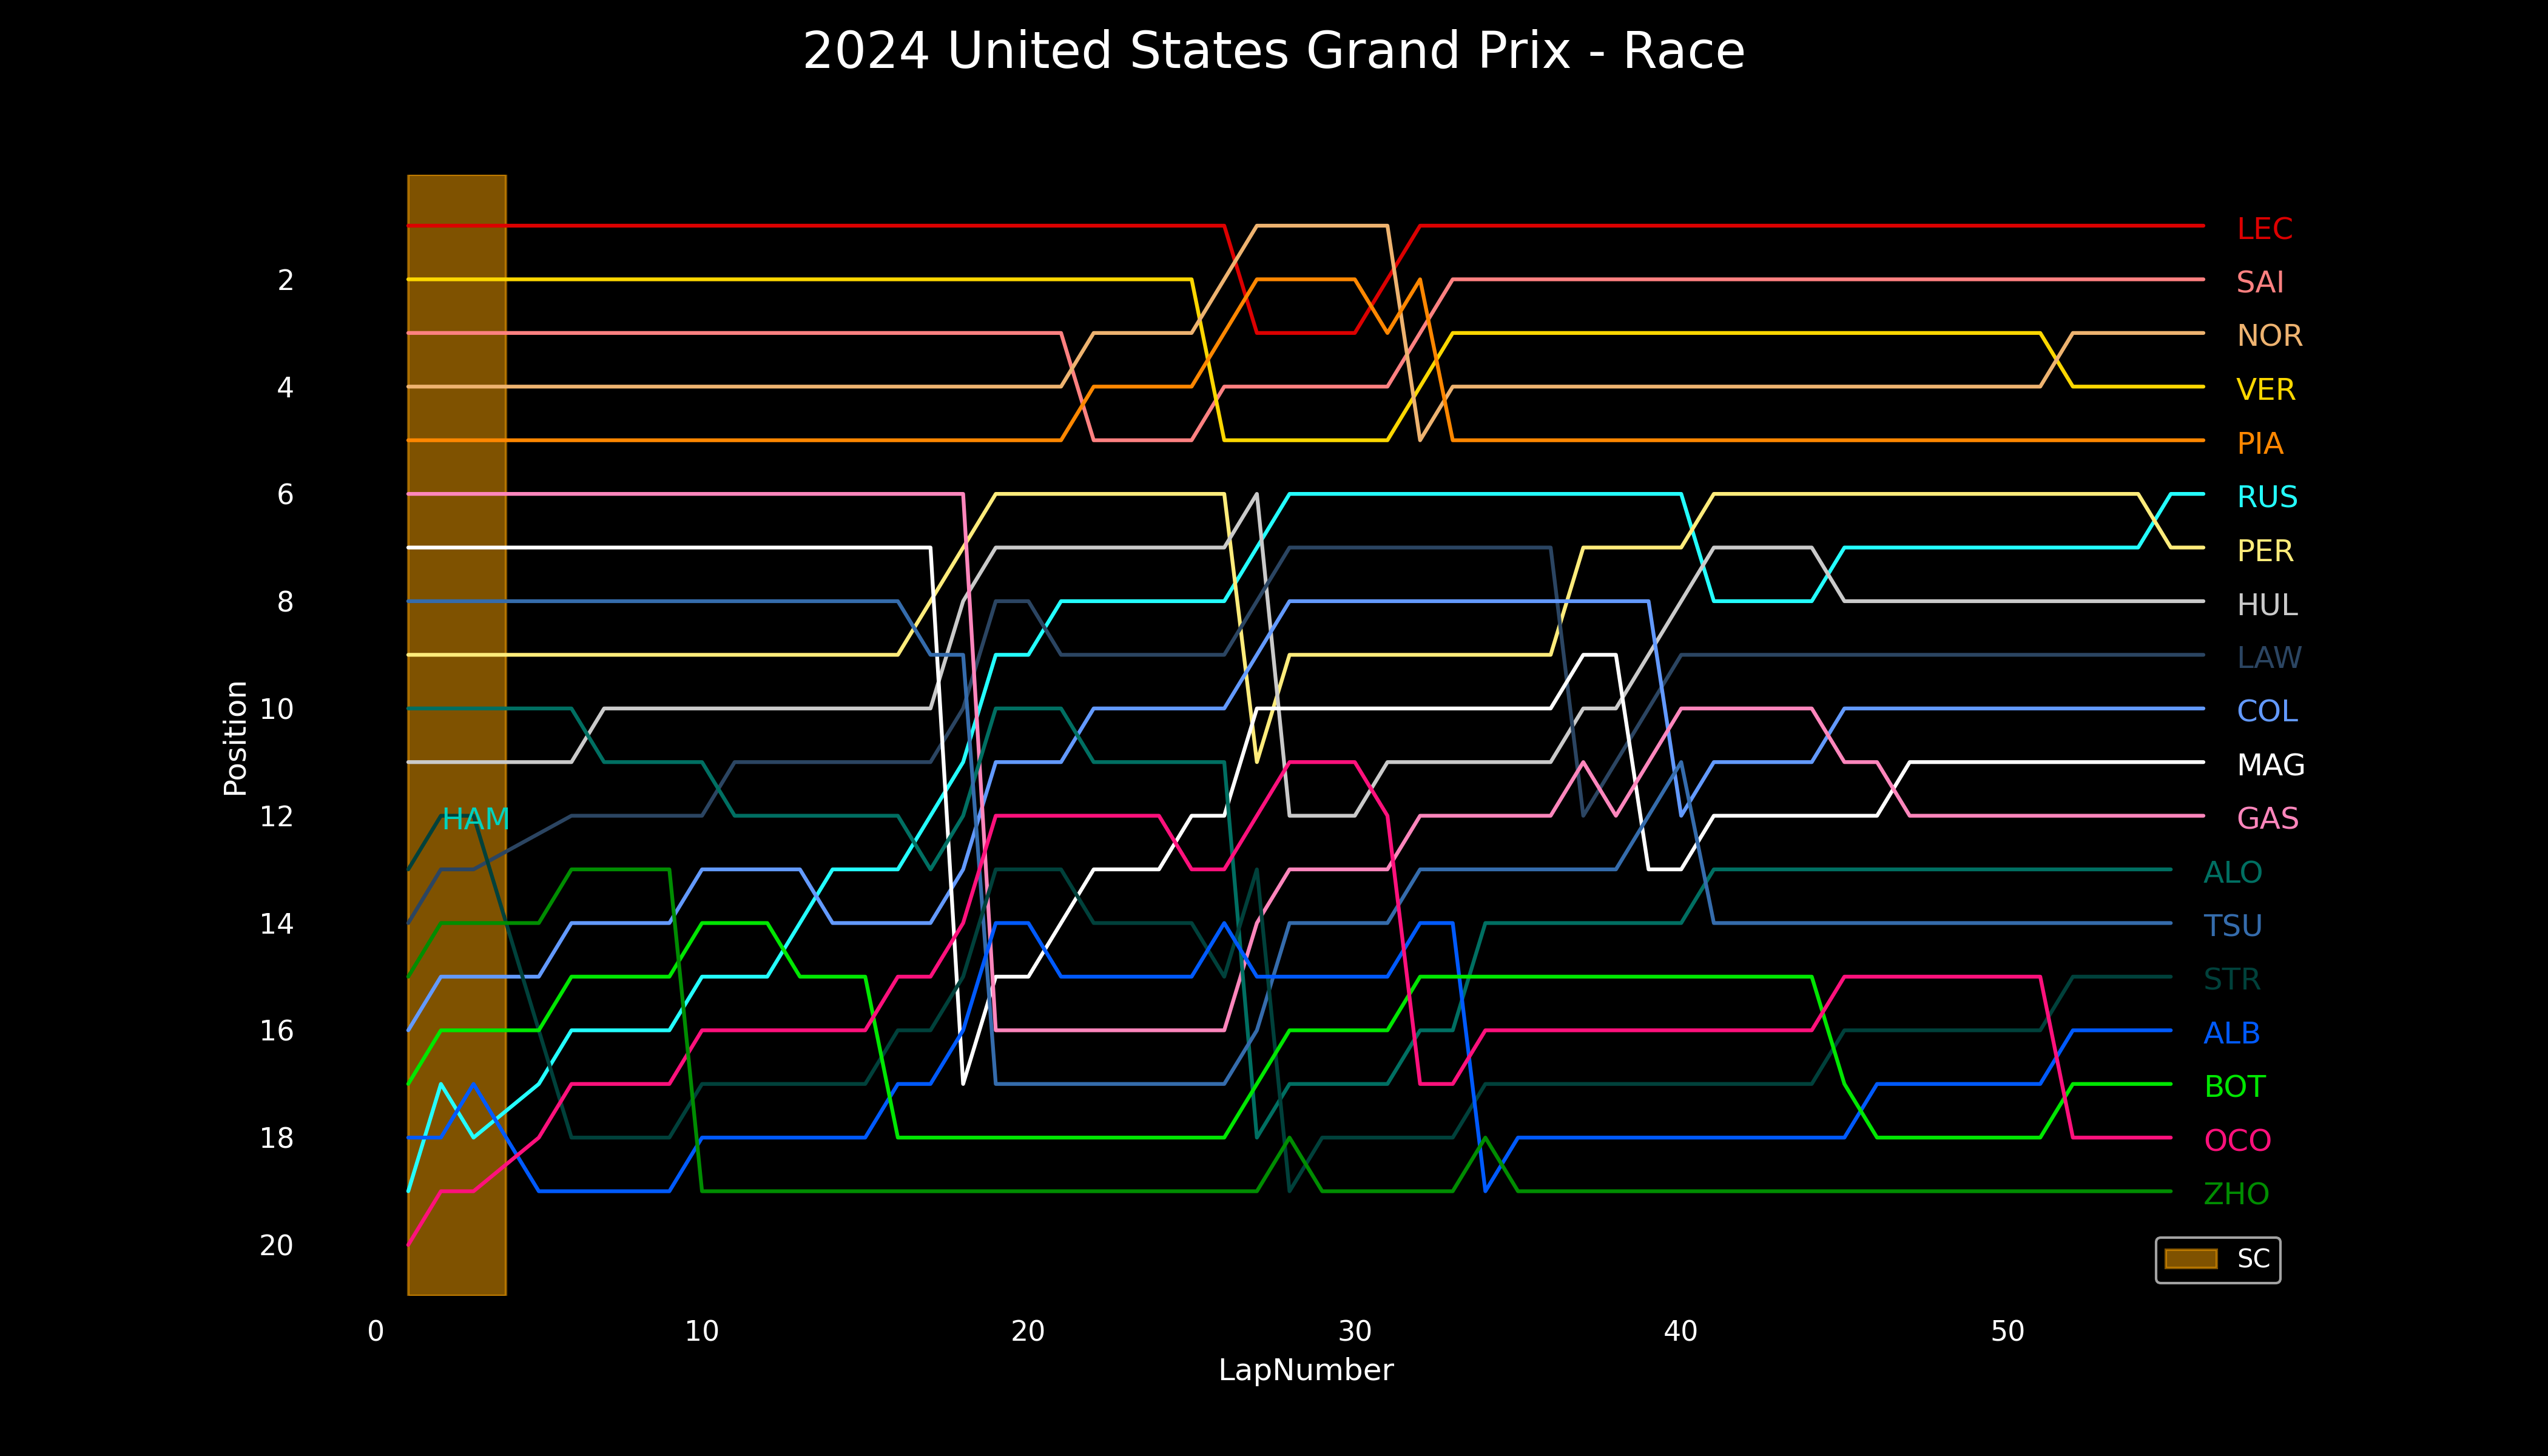 2024 United States Grand Prix - Race
LEC
2 SAI
NOR
4 VER
PIA
6 RUS
PER
8 HUL
LAW
Position
10 COL
MAG
12 HAM GAS
ALO
14 TSU
STR
16 ALB
BOT
18 OCO
ZHO
20 SC
0 10 20 30 40 50
LapNumber